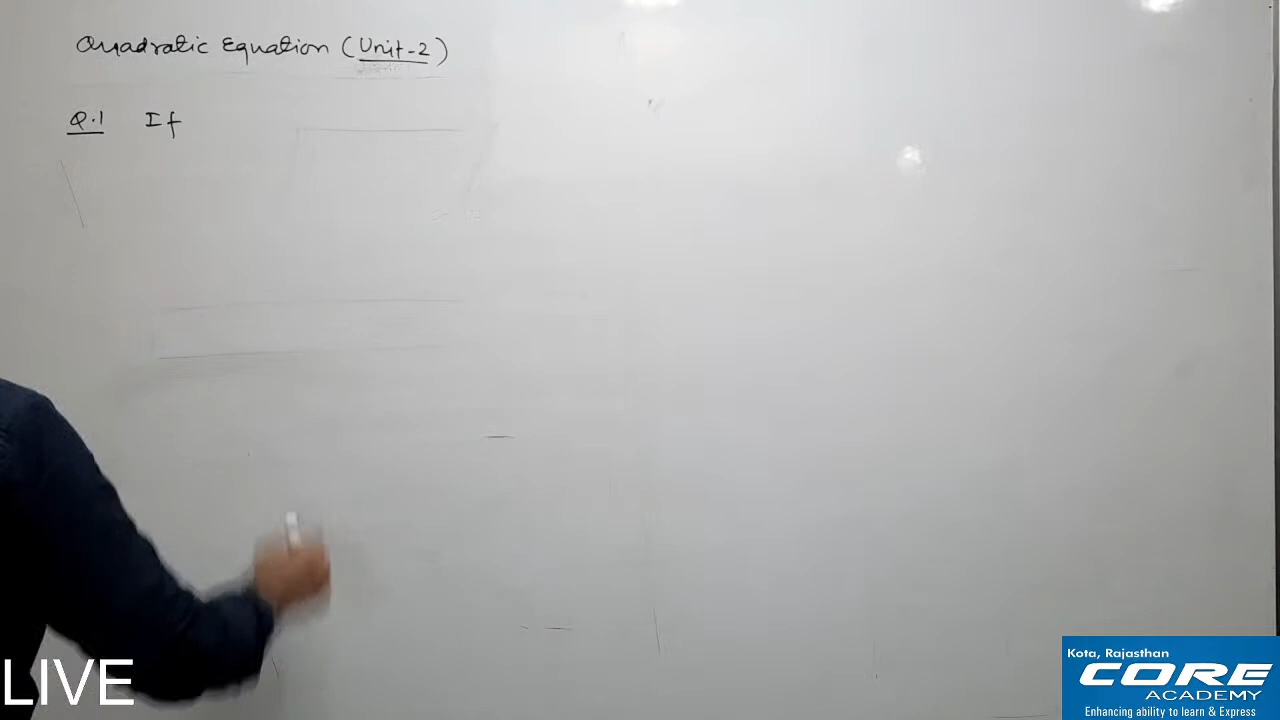 Quadratic Equation (Unit-2)
Q.1 If
LIVE
Kota, Rajasthan
CORE
ACADEMY
Enhancing ability to learn & Express